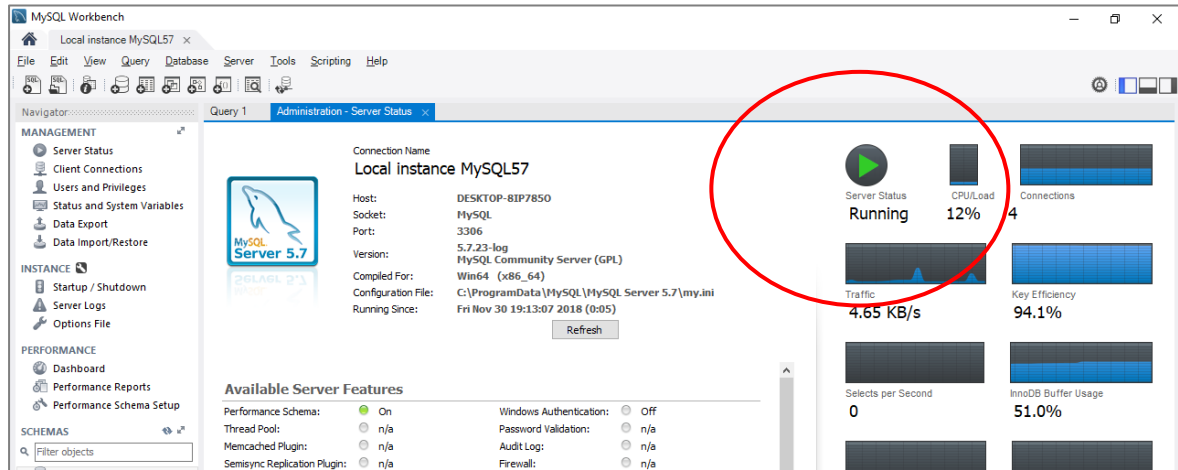 MySQL Workbench
Local instance MySQL57
File Edit View Query Database Server Tools Scripting Help
Navigator
MANAGEMENT
Server Status
Client Connections
Users and Privileges
Status and System Variables
Data Export
Data Import/Restore
INSTANCE
Startup / Shutdown
Server Logs
Options File
PERFORMANCE
Dashboard
Performance Reports
Performance Schema Setup
SCHEMAS
Filter objects
Query 1 Administration - Server Status
MySQL
Server 5.7
Connection Name
Local instance MySQL57
Host: DESKTOP-8IP785O
Socket: MySQL
Port: 3306
Version: 5.7.23-log
MySQL Community Server (GPL)
Compiled For: Win64 (x86_64)
Configuration File: C:\ProgramData\MySQL\MySQL Server 5.7\my.ini
Running Since: Fri Nov 30 19:13:07 2018 (0:05)
Refresh
Available Server Features
Performance Schema: On Windows Authentication: Off
Thread Pool: n/a Password Validation: n/a
Memcached Plugin: n/a Audit Log: n/a
Semisync Replication Plugin: n/a Firewall: n/a
Server Status CPU/Load Connections
Running 12% 4
Traffic Key Efficiency
4.65 KB/s 94.1%
Selects per Second InnoDB Buffer Usage
0 51.0%